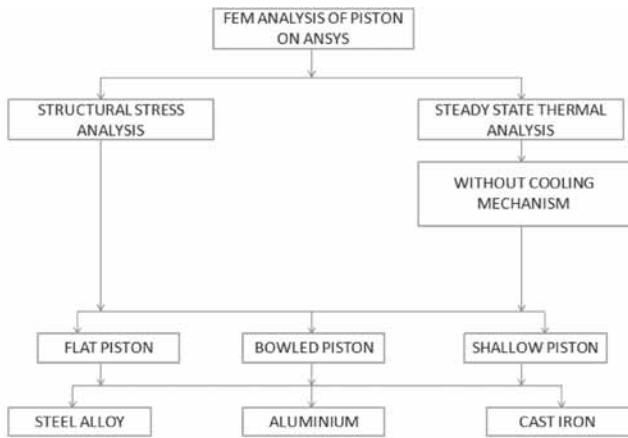 FEM ANALYSIS OF PISTON
ON ANSYS
STRUCTURAL STRESS
ANALYSIS
STEADY STATE THERMAL
ANALYSIS
WITHOUT COOLING
MECHANISM
FLAT PISTON
BOWLED PISTON
SHALLOW PISTON
STEEL ALLOY
ALUMINIUM
CAST IRON